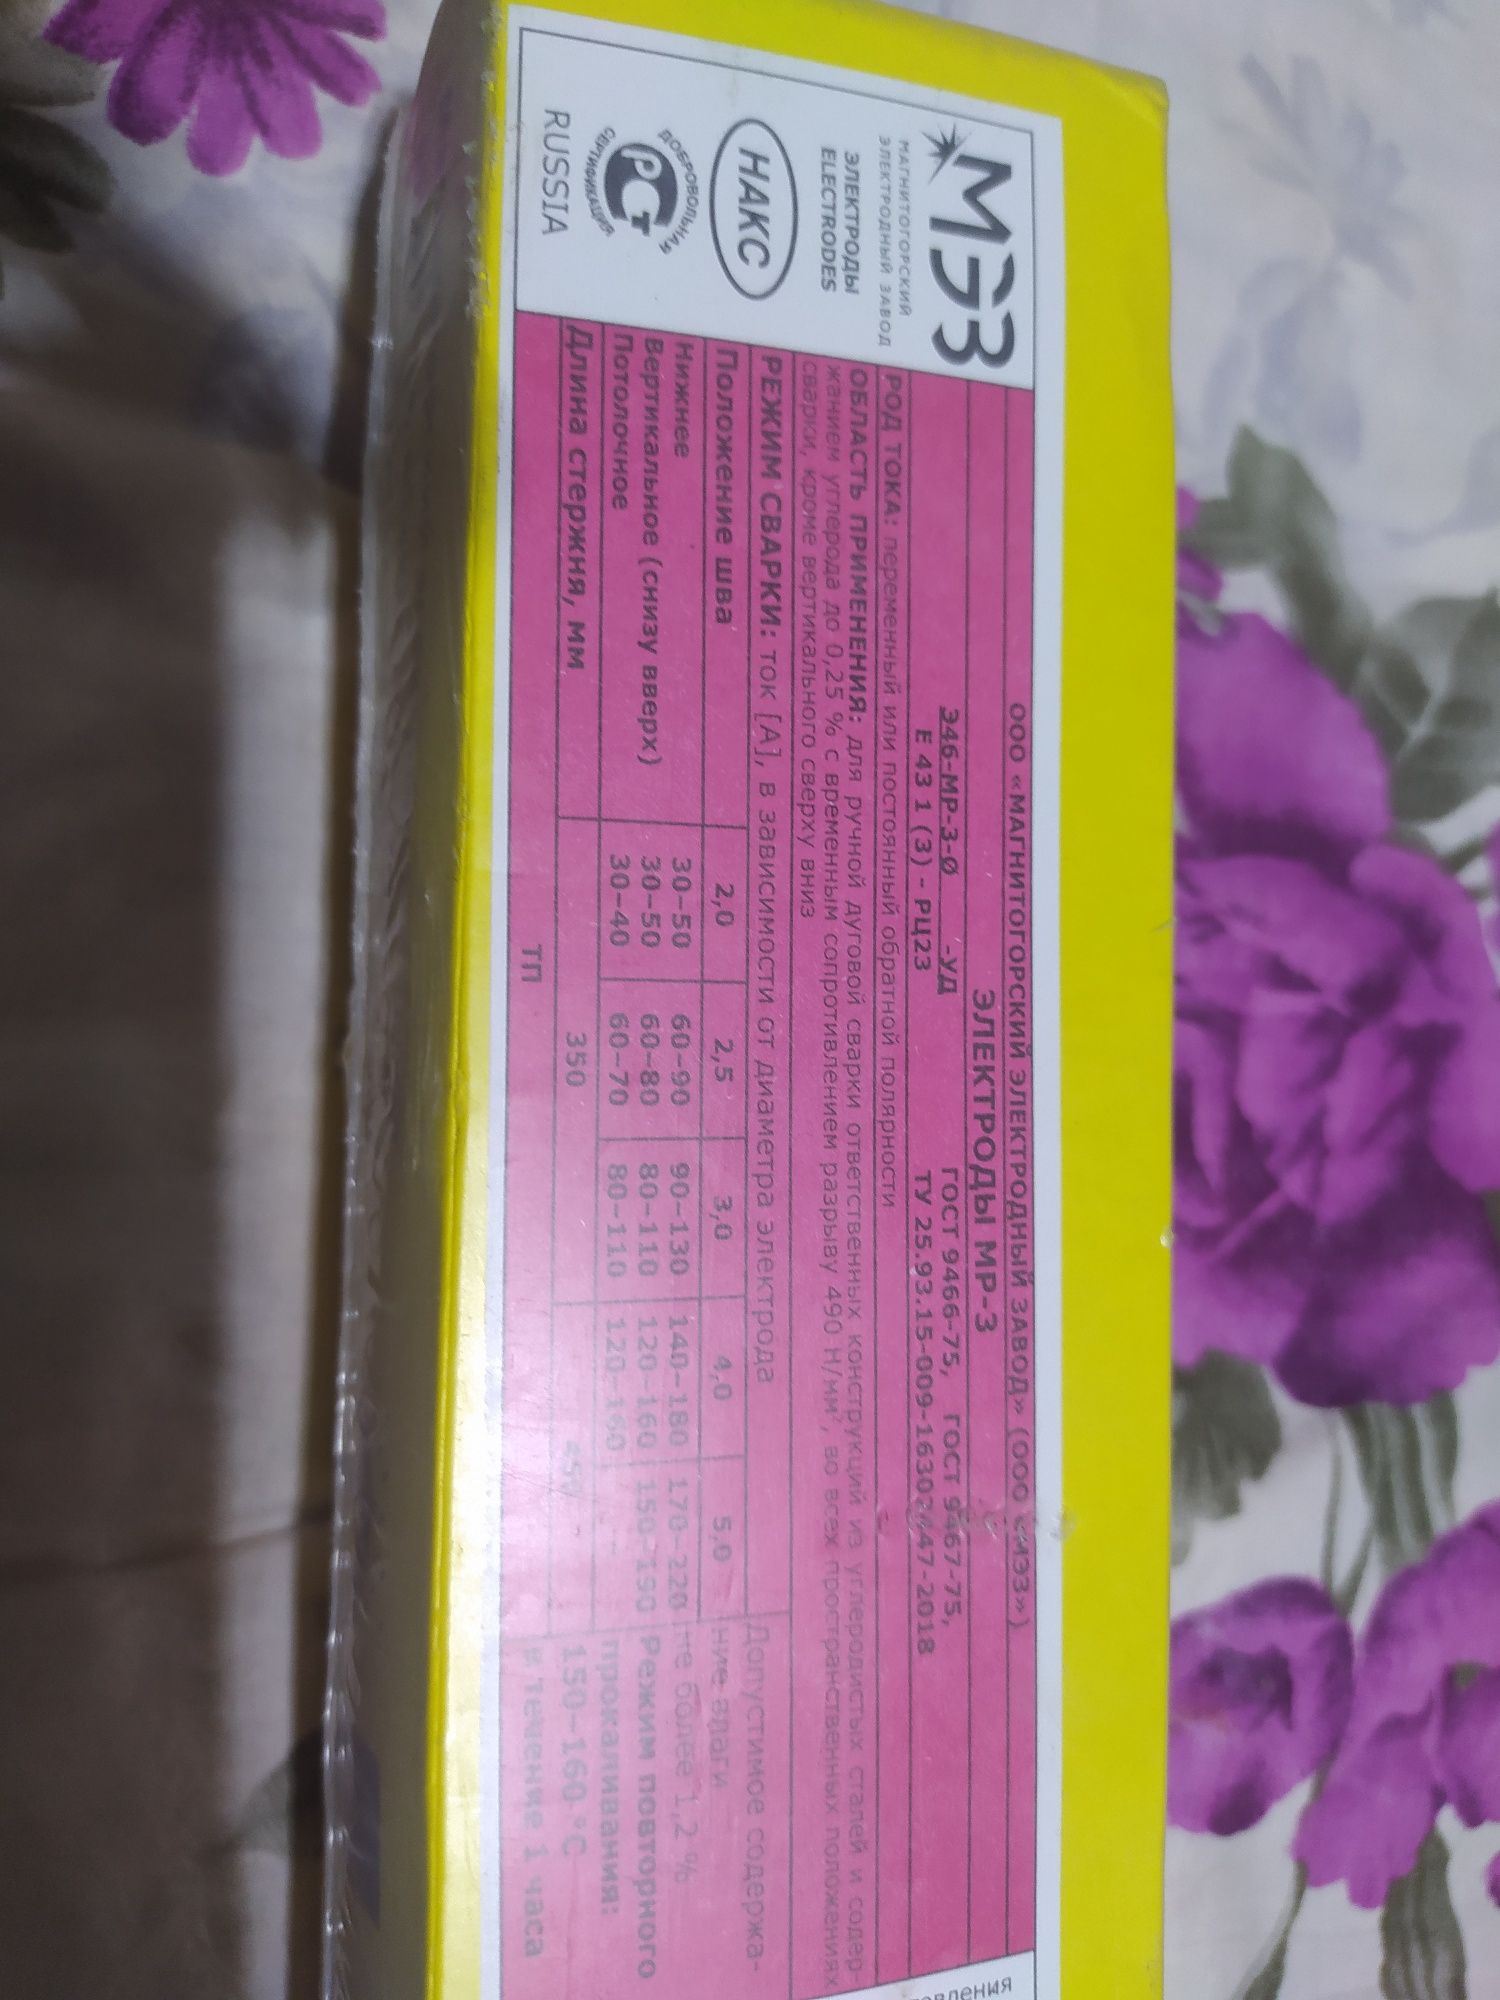 МЭЗ
МАГНИТОГОРСКИЙ
ЭЛЕКТРОДНЫЙ ЗАВОД
ЭЛЕКТРОДЫ
ELECTRODES
НАКС
ДОБРОВОЛЬНАЯ
РСТ
СЕРТИФИКАЦИЯ
RUSSIA
ООО «МАГНИТОГОРСКИЙ ЭЛЕКТРОДНЫЙ ЗАВОД» (ООО «МЭЗ»)
ЭЛЕКТРОДЫ МР-3
Э46-МР-3-Ø -УД ГОСТ 9466-75, ГОСТ 9467-75,
Е 43 1 (3) - РЦ23 ТУ 25.93.15-009-16302447-2018
РОД ТОКА: переменный или постоянный обратной полярности
ОБЛАСТЬ ПРИМЕНЕНИЯ: для ручной дуговой сварки ответственных конструкций из углеродистых сталей и содер-
жанием углерода до 0,25 % с временным сопротивлением разрыву 490 Н/мм², во всех пространственных положениях
сварки, кроме вертикального сверху вниз
РЕЖИМ СВАРКИ: ток [А], в зависимости от диаметра электрода
Положение шва 2,0 2,5 3,0 4,0 5,0
Нижнее 30-50 60-90 90-130 140-180 170-220
Вертикальное (снизу вверх) 30-50 60-80 80-110 120-160 150-190
Потолочное 30-40 60-70 80-110 120-160 -
Длина стержня, мм 350 450
Допустимое содержа-
ние влаги
не более 1,2 %
Режим повторного
прокаливания:
150-160 °С
в течение 1 часа
ТП